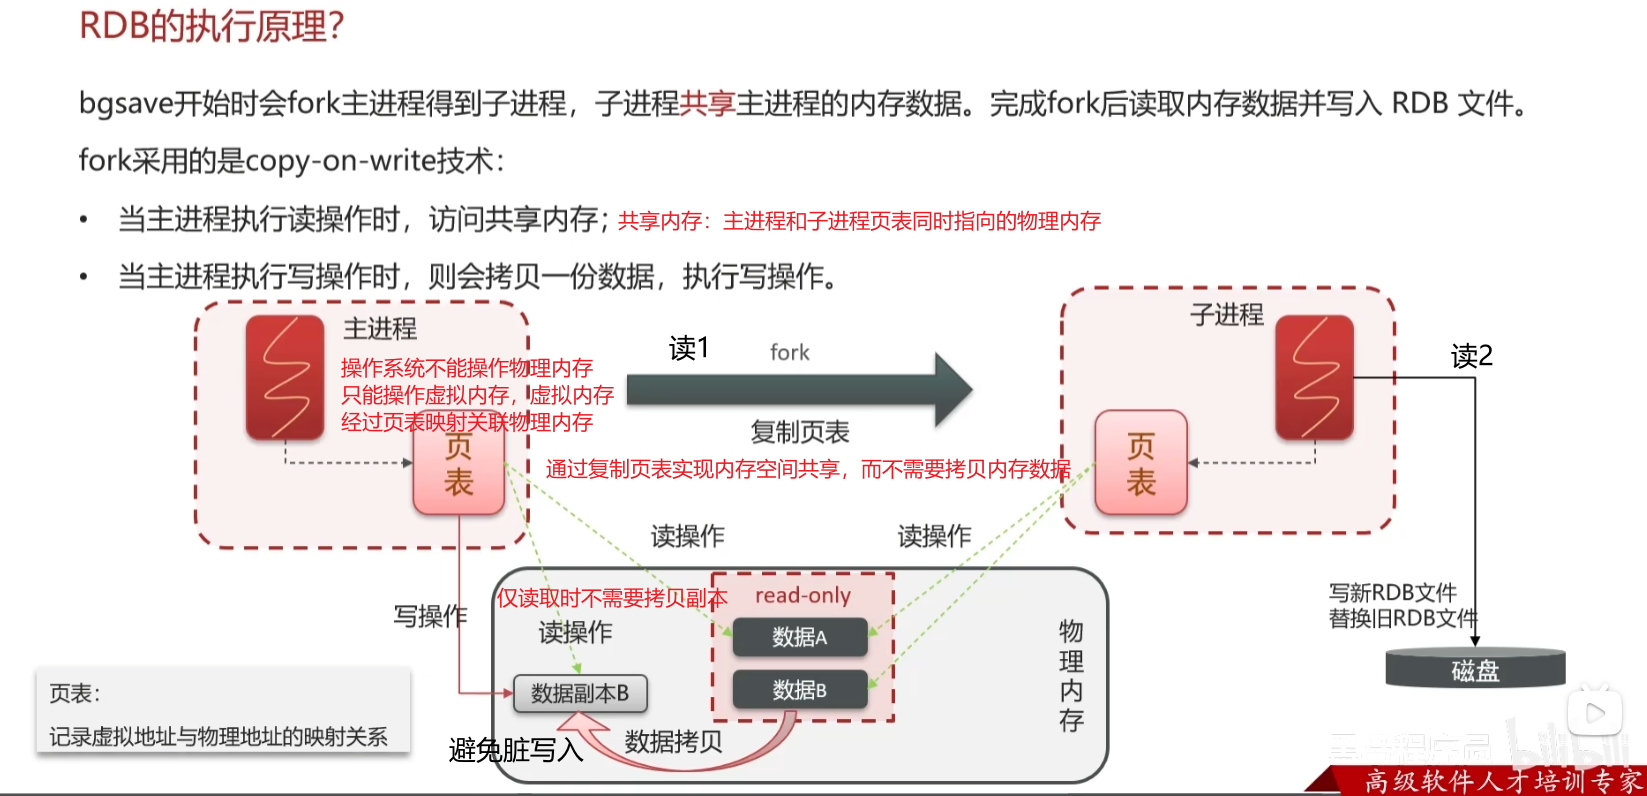 RDB的执行原理？
bgsave开始时会fork主进程得到子进程，子进程共享主进程的内存数据。完成fork后读取内存数据并写入 RDB 文件。
fork采用的是copy-on-write技术：
• 当主进程执行读操作时，访问共享内存；
共享内存：主进程和子进程页表同时指向的物理内存
• 当主进程执行写操作时，则会拷贝一份数据，执行写操作。
主进程
操作系统不能操作物理内存
只能操作虚拟内存，虚拟内存
经过页表映射关联物理内存
页表
读1
fork
复制页表
通过复制页表实现内存空间共享，而不需要拷贝内存数据
子进程
页表
读2
读操作
读操作
写操作
仅读取时不需要拷贝副本
读操作
read-only
数据A
数据B
数据副本B
数据拷贝
避免脏写入
物理内存
写新RDB文件
替换旧RDB文件
磁盘
页表：
记录虚拟地址与物理地址的映射关系
bilibili
高级软件人才培训专家